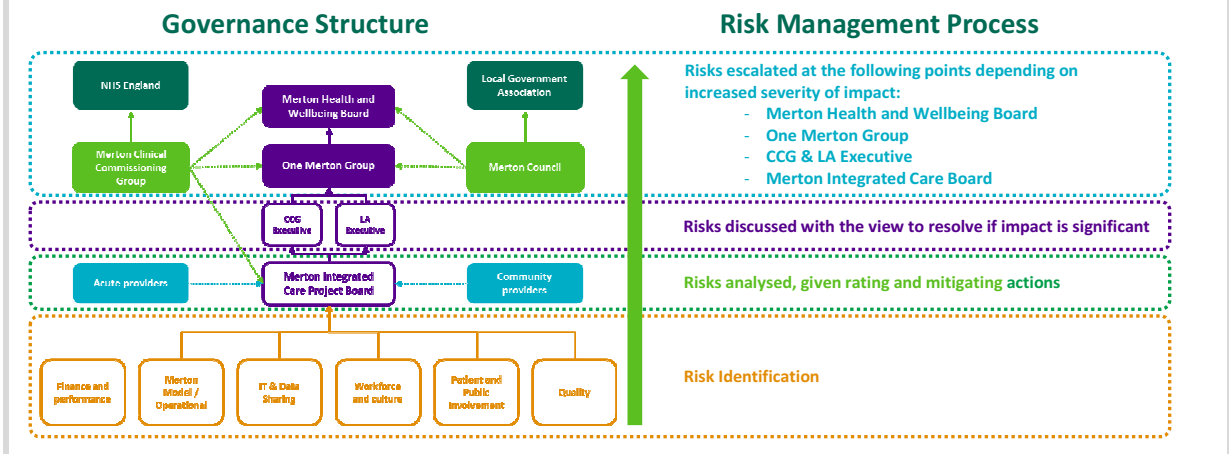 Governance Structure
Risk Management Process
NHS England
Merton Health and
Wellbeing Board
Local Government
Association
Merton Clinical
Commissioning
Group
One Merton Group
Merton Council
Risks escalated at the following points depending on
increased severity of impact:
- Merton Health and Wellbeing Board
- One Merton Group
- CCG & LA Executive
- Merton Integrated Care Board
CCG
Executive
LA
Executive
Risks discussed with the view to resolve if impact is significant
Acute providers
Merton Integrated
Care Project Board
Community
providers
Risks analysed, given rating and mitigating actions
Finance and
performance
Merton
Model /
Operational
IT & Data
Sharing
Workforce
and culture
Patient and
Public
Involvement
Quality
Risk Identification